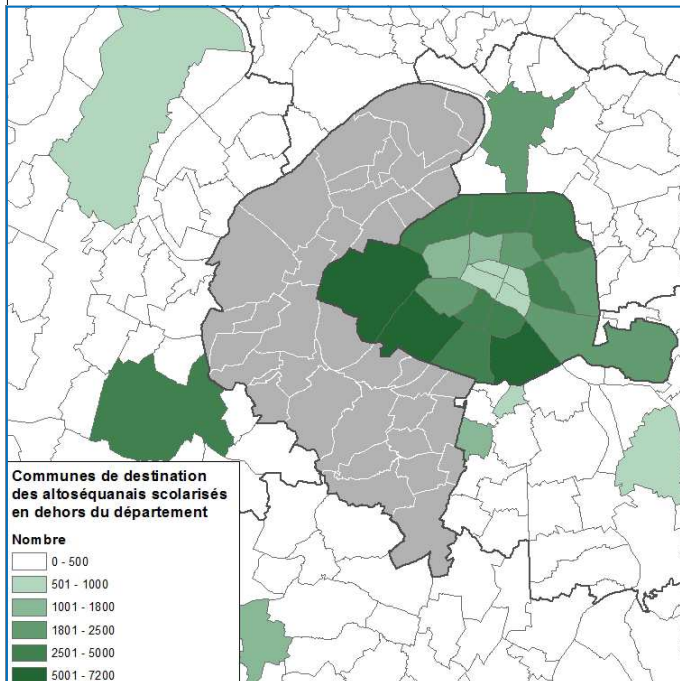 Communes de destination
des altoséquanais scolarisés
en dehors du département
Nombre
0 - 500
501 - 1000
1001 - 1800
1801 - 2500
2501 - 5000
5001 - 7200